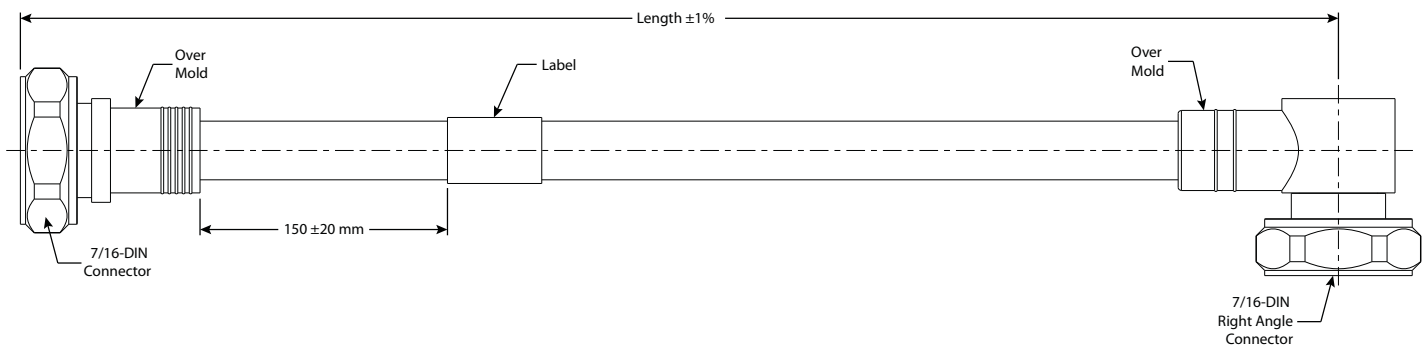 Length ±1%
Over
Mold
Label
Over
Mold
150 ±20 mm
7/16-DIN
Connector
7/16-DIN
Right Angle
Connector